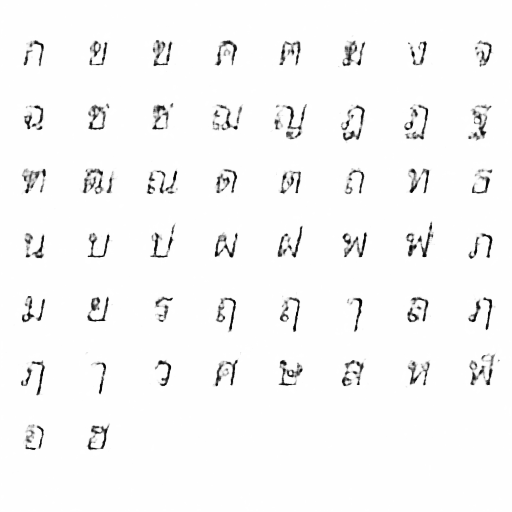 ก ข ฃ ค ฅ ฆ ง จ
ฉ ช ซ ฌ ญ ฎ ฏ ฐ
ฑ ฒ ณ ด ต ถ ท ธ
น บ ป ผ ฝ พ ฟ ภ
ม ย ร ฤ ฤ ๅ ล ฦ
ฦ ๅ ว ศ ษ ส ห ฬ
อ ฮ